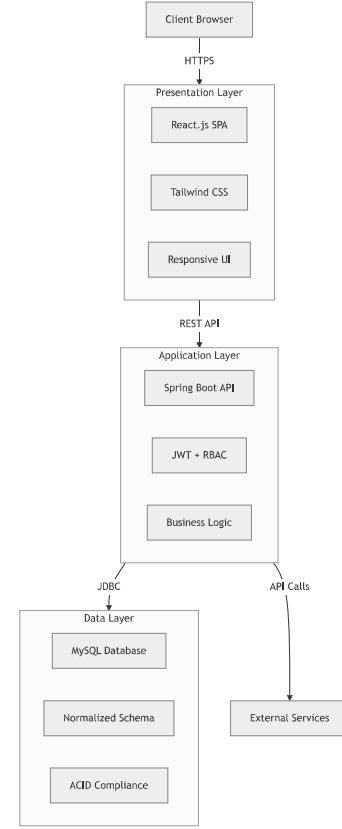 Client Browser
HTTPS
Presentation Layer
React.js SPA
Tailwind CSS
Responsive UI
REST API
Application Layer
Spring Boot API
JWT + RBAC
Business Logic
JDBC
API Calls
Data Layer
MySQL Database
Normalized Schema
External Services
ACID Compliance